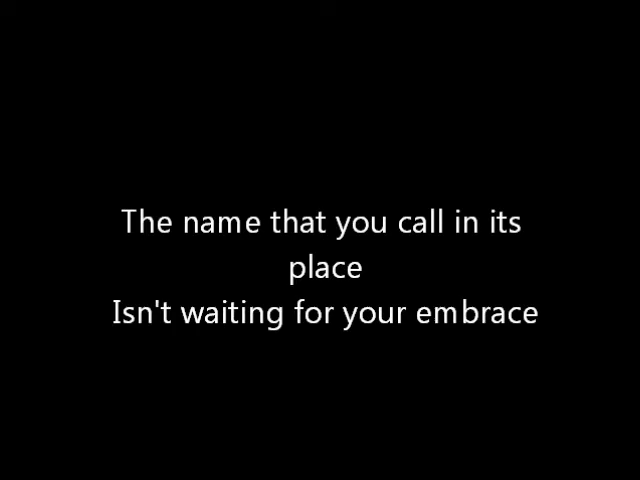 The name that you call in its
place
Isn't waiting for your embrace